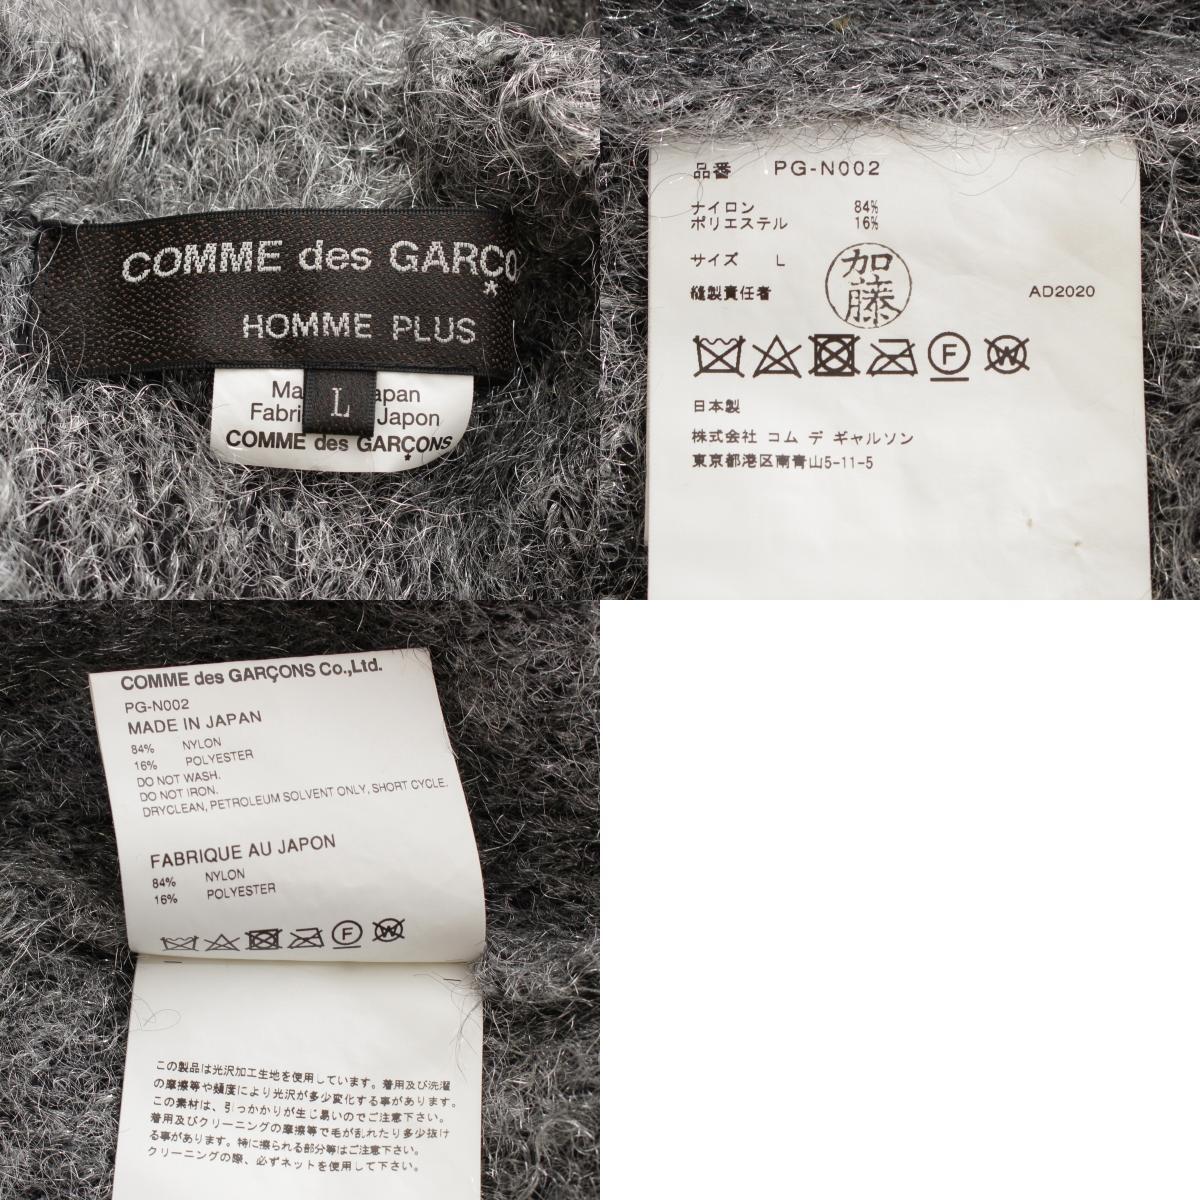 COMME des GARÇO
HOMME PLUS
L
Ma apan
Fabri Japon
COMME des GARÇONS
品番 PG-N002
ナイロン 84%
ポリエステル 16%
サイズ L
縫製責任者 加藤 AD2020
F W
日本製
株式会社 コム デ ギャルソン
東京都港区南青山5-11-5
COMME des GARÇONS Co.,Ltd.
PG-N002
MADE IN JAPAN
84% NYLON
16% POLYESTER
DO NOT WASH.
DO NOT IRON.
DRYCLEAN, PETROLEUM SOLVENT ONLY, SHORT CYCLE.
FABRIQUE AU JAPON
84% NYLON
16% POLYESTER
F W
この製品は光沢加工生地を使用しています。着用及び洗濯
の摩擦等や頻度により光沢が多少変化する事があります。
この素材は、引っかかりが生じ易いのでご注意下さい。
着用及びクリーニングの摩擦等で毛が乱れたり多少抜け
る事があります。特に擦られる部分等はご注意下さい。
クリーニングの際、必ずネットを使用して下さい。